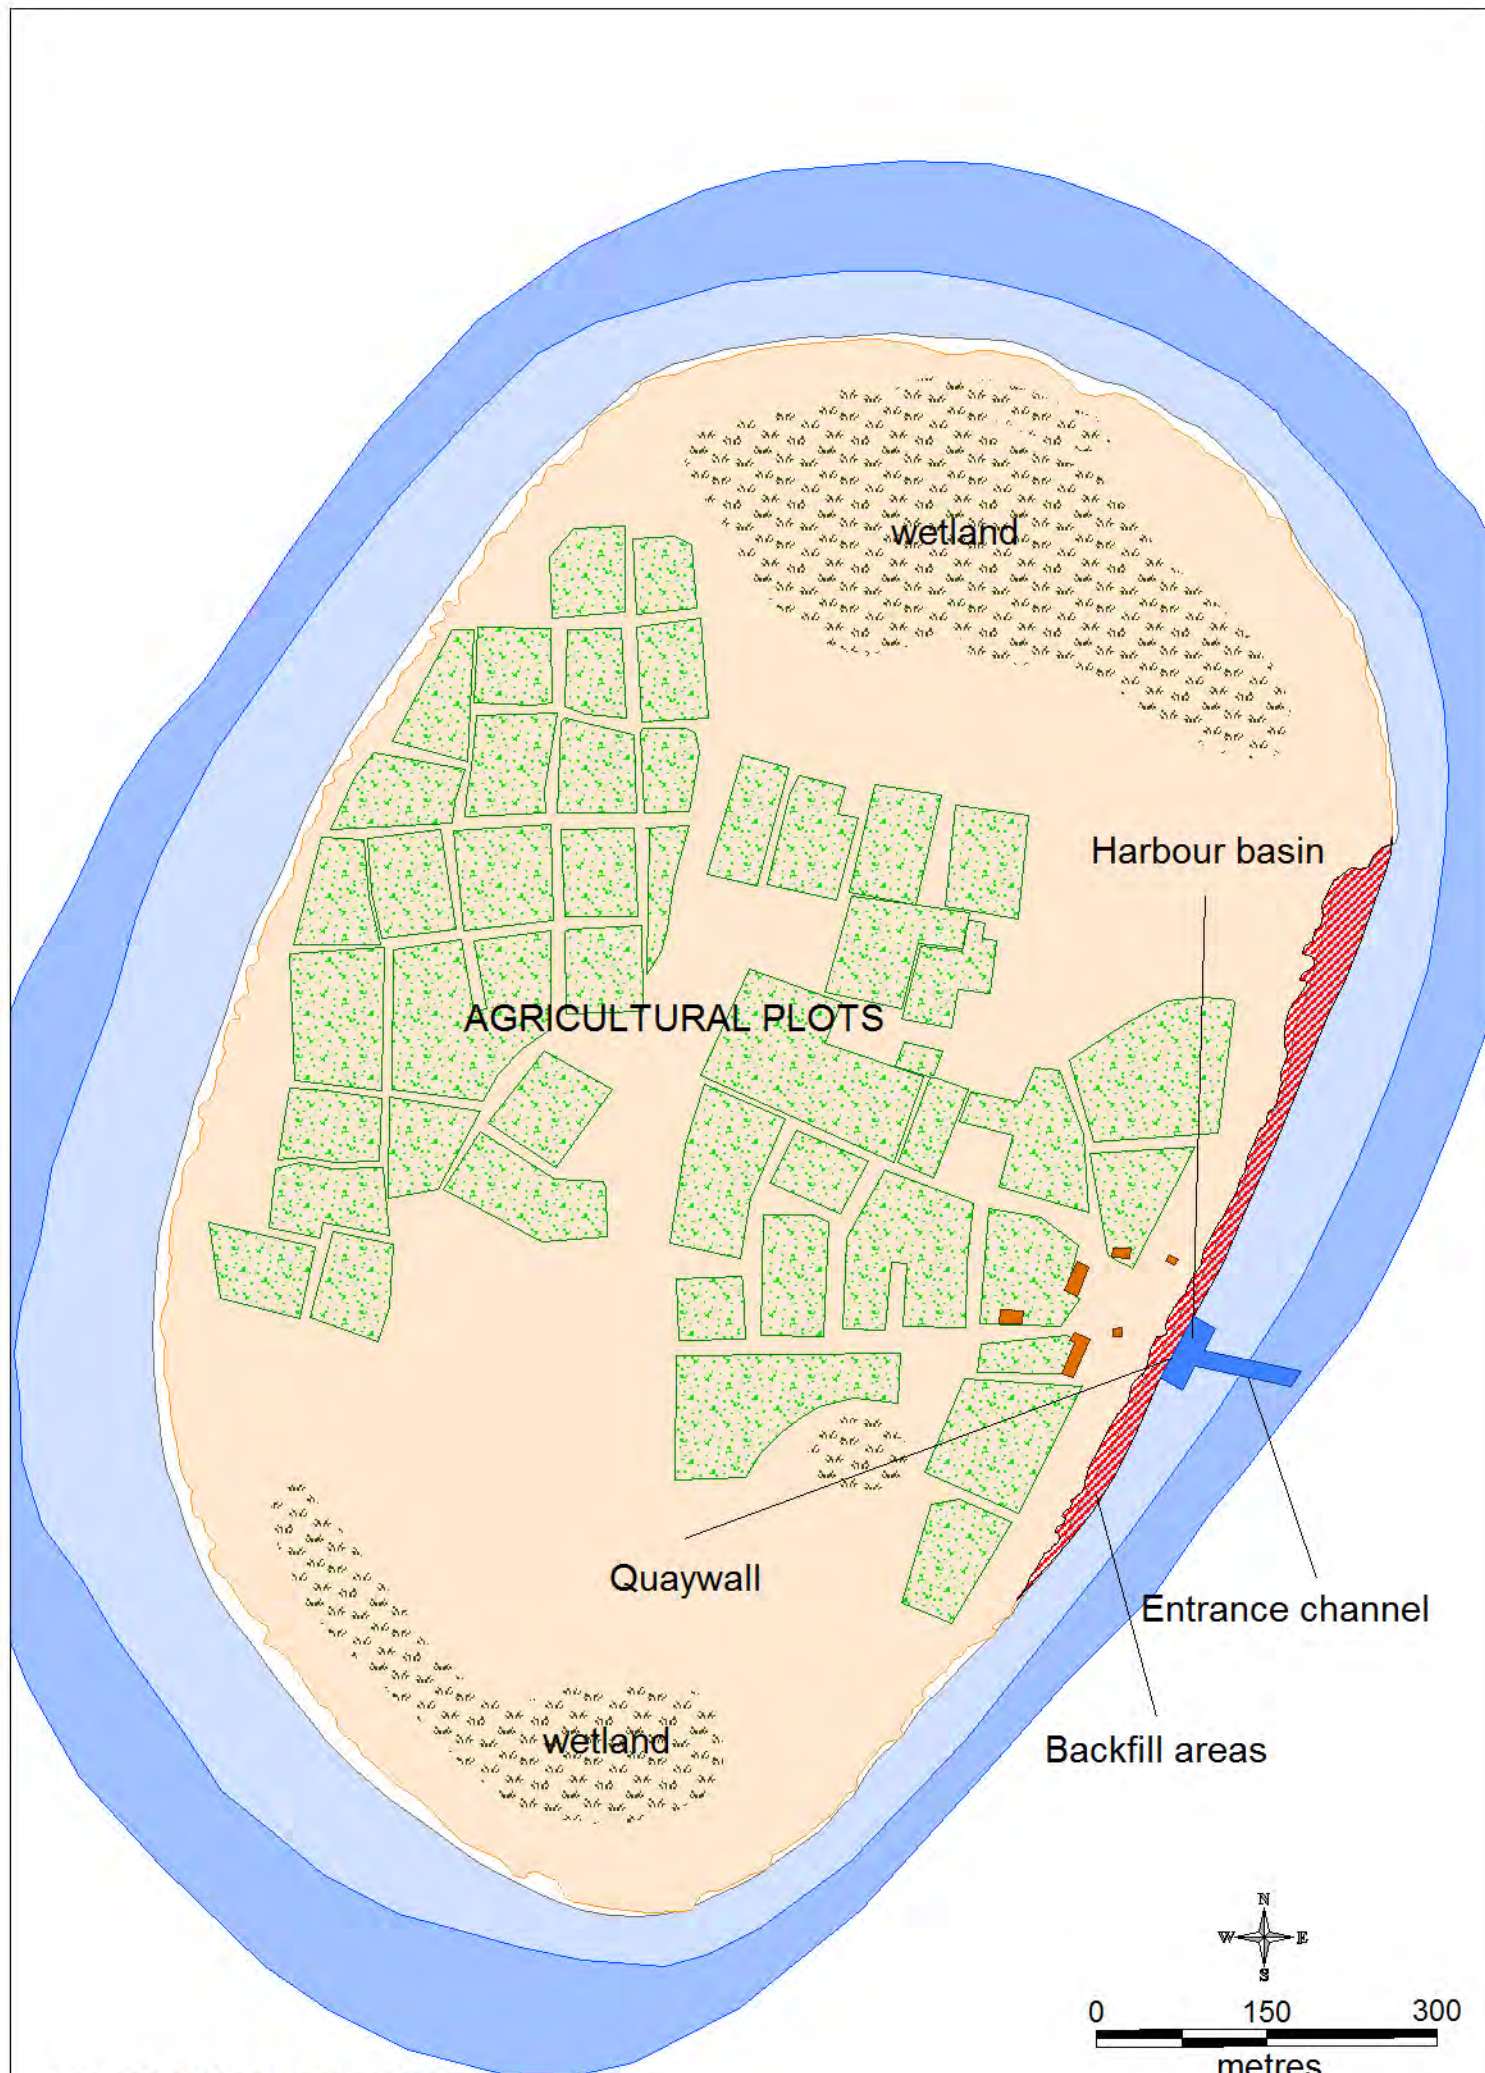 wetland
Harbour basin
AGRICULTURAL PLOTS
Quaywall
Entrance channel
wetland
Backfill areas
N
W E
S
0 150 300
metres